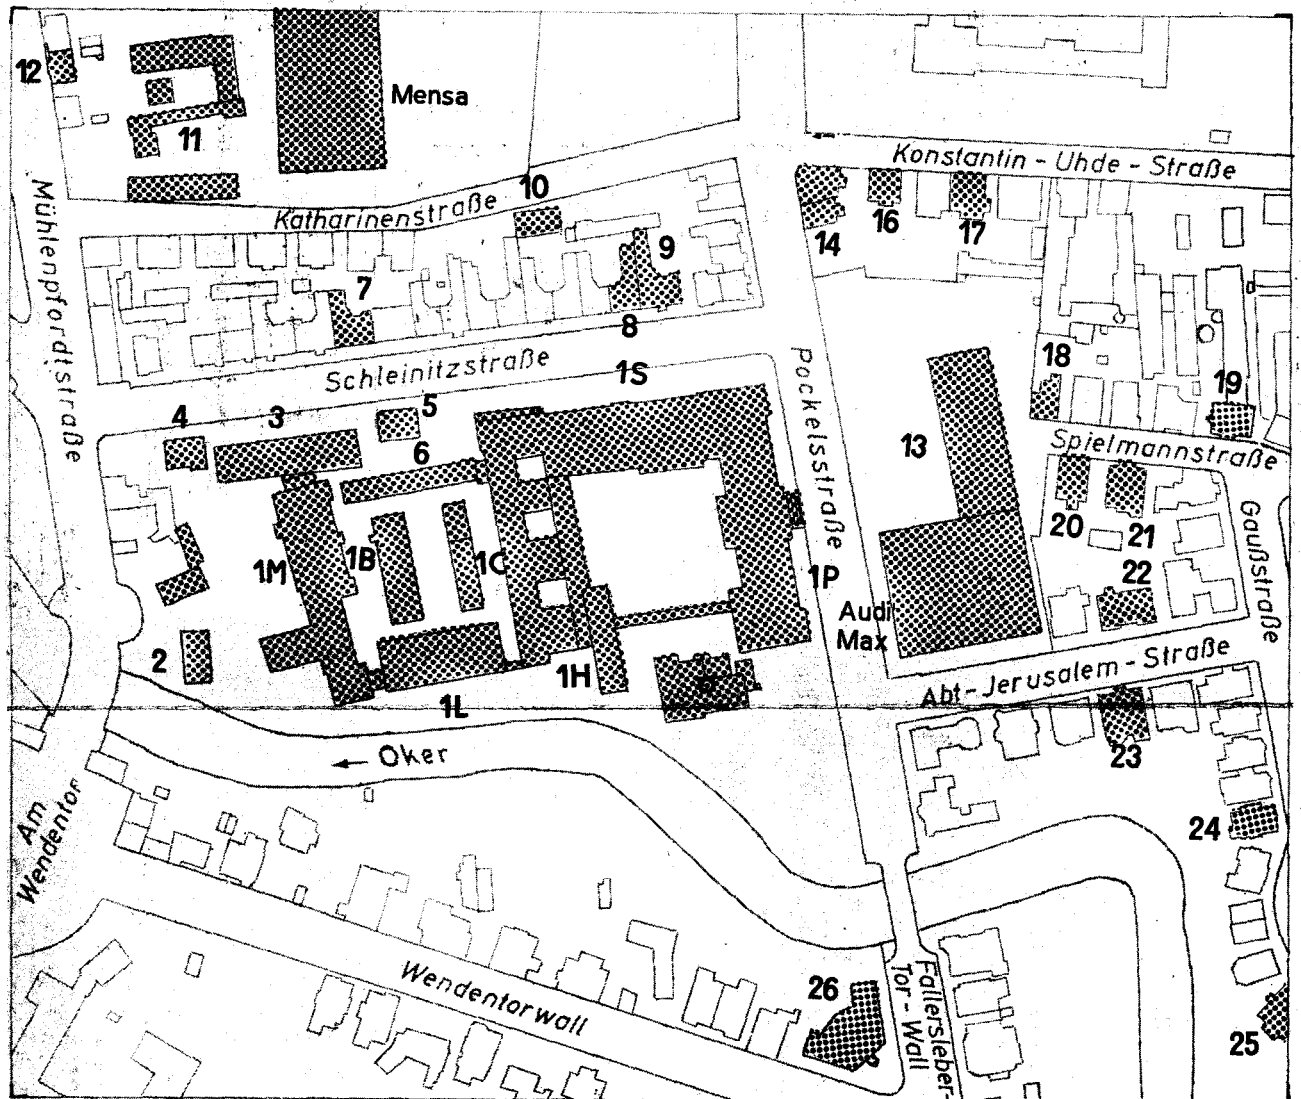 12
Mensa
11
Konstantin - Uhde - Straße
10
Katharinenstraße
Mühlenpfordtstraße
14
16
17
9
7
8
Schleinitzstraße
1S
Pockelsstraße
18
19
4
3
5
6
13
Spielmannstraße
20
21
Gaußstraße
1M
1B
1C
1P
22
Audi
Max
2
1H
1L
Abt-Jerusalem-Straße
23
← Oker
Am
Wendentor
24
Wendentorwall
26
Fallersleber-
Tor-Wall
25